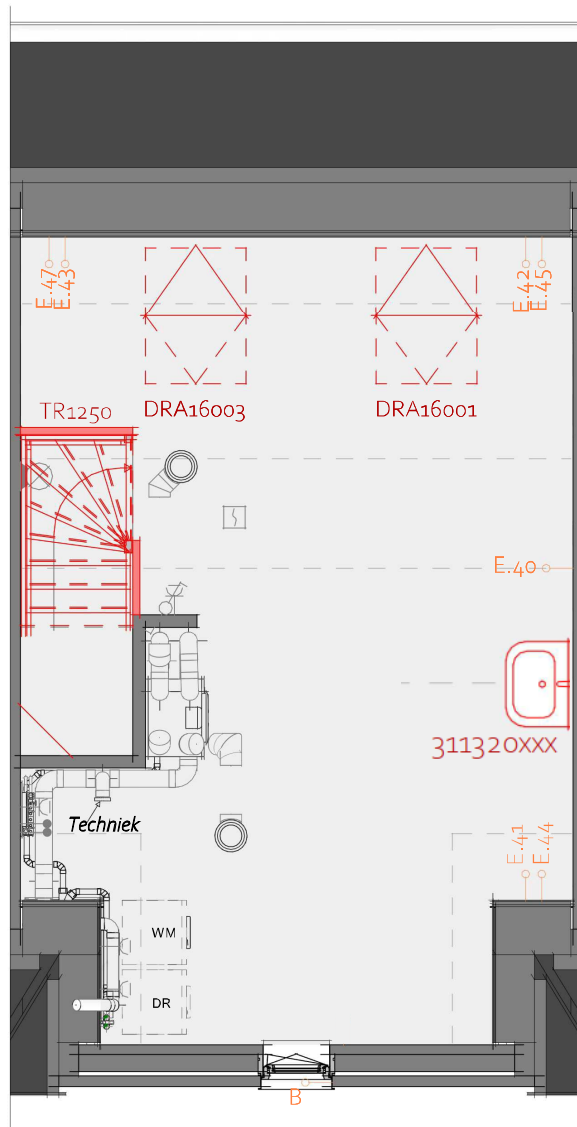 E.47
E.43
E.42
E.45
TR1250
DRA16003
DRA16001
E.40
311320xxx
Techniek
E.41
E.44
WM
DR
B